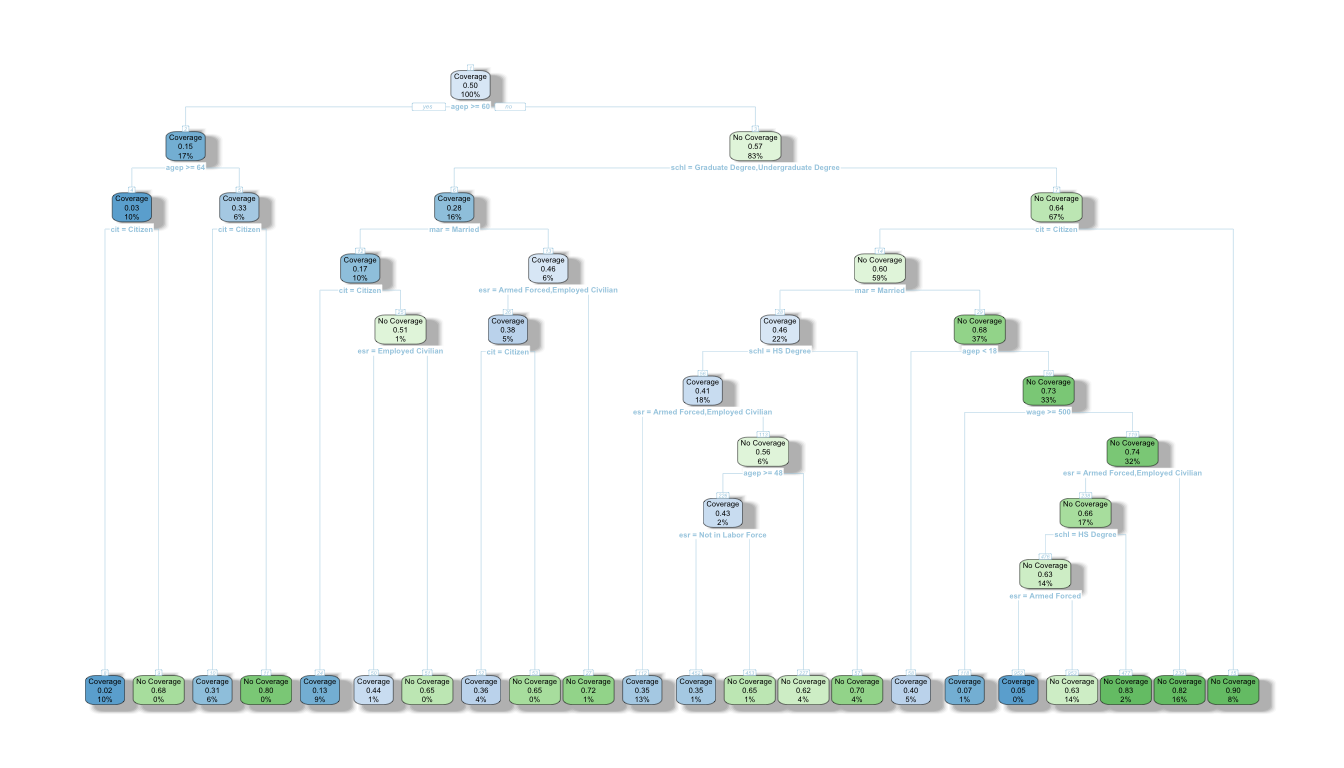 Coverage
0.50
100%
yes
agep >= 60
no
Coverage
0.15
17%
No Coverage
0.57
83%
agep >= 64
schl = Graduate Degree,Undergraduate Degree
Coverage
0.03
10%
Coverage
0.33
6%
Coverage
0.28
16%
No Coverage
0.64
67%
cit = Citizen
cit = Citizen
mar = Married
cit = Citizen
Coverage
0.17
10%
Coverage
0.46
6%
No Coverage
0.60
59%
cit = Citizen
esr = Armed Forced,Employed Civilian
mar = Married
No Coverage
0.51
1%
Coverage
0.38
5%
Coverage
0.46
22%
No Coverage
0.68
37%
esr = Employed Civilian
cit = Citizen
schl = HS Degree
agep < 18
Coverage
0.41
18%
No Coverage
0.73
33%
esr = Armed Forced,Employed Civilian
wage >= 500
No Coverage
0.56
6%
No Coverage
0.74
32%
agep >= 48
esr = Armed Forced,Employed Civilian
Coverage
0.43
2%
No Coverage
0.66
17%
esr = Not in Labor Force
schl = HS Degree
No Coverage
0.63
14%
esr = Armed Forced
Coverage
0.02
10%
No Coverage
0.68
0%
Coverage
0.31
6%
No Coverage
0.80
0%
Coverage
0.13
9%
Coverage
0.44
1%
No Coverage
0.65
0%
Coverage
0.36
4%
No Coverage
0.65
0%
No Coverage
0.72
1%
Coverage
0.35
13%
Coverage
0.35
1%
No Coverage
0.65
1%
No Coverage
0.62
4%
No Coverage
0.70
4%
Coverage
0.40
5%
Coverage
0.07
1%
Coverage
0.05
0%
No Coverage
0.63
14%
No Coverage
0.83
2%
No Coverage
0.82
16%
No Coverage
0.90
8%